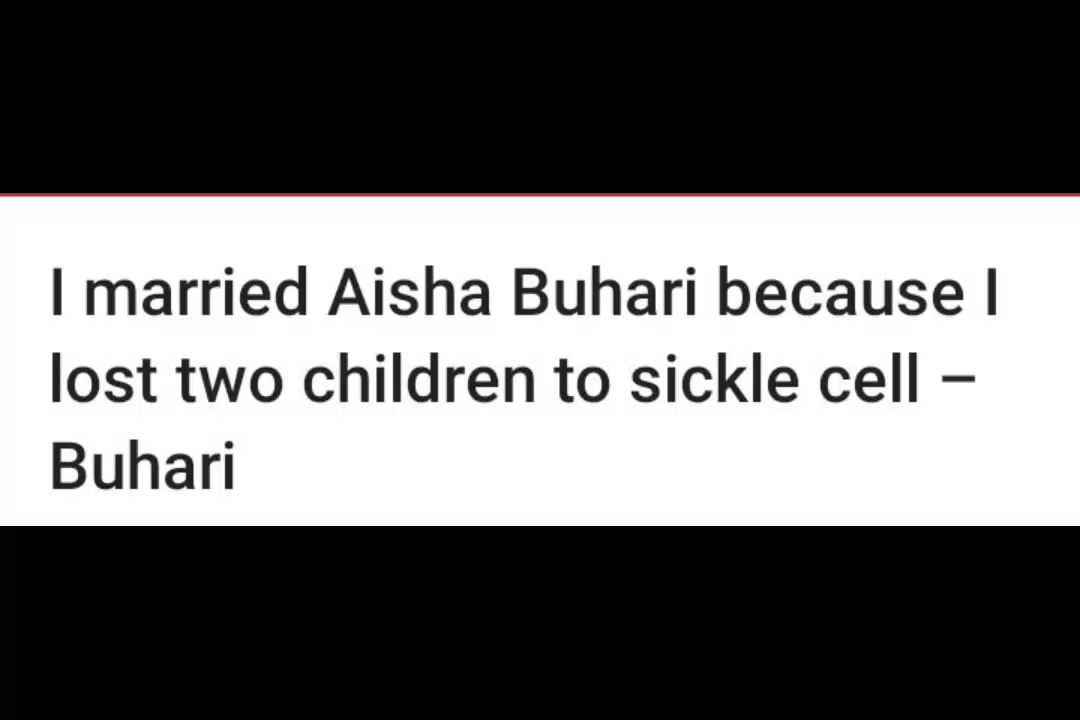 I married Aisha Buhari because I
lost two children to sickle cell –
Buhari